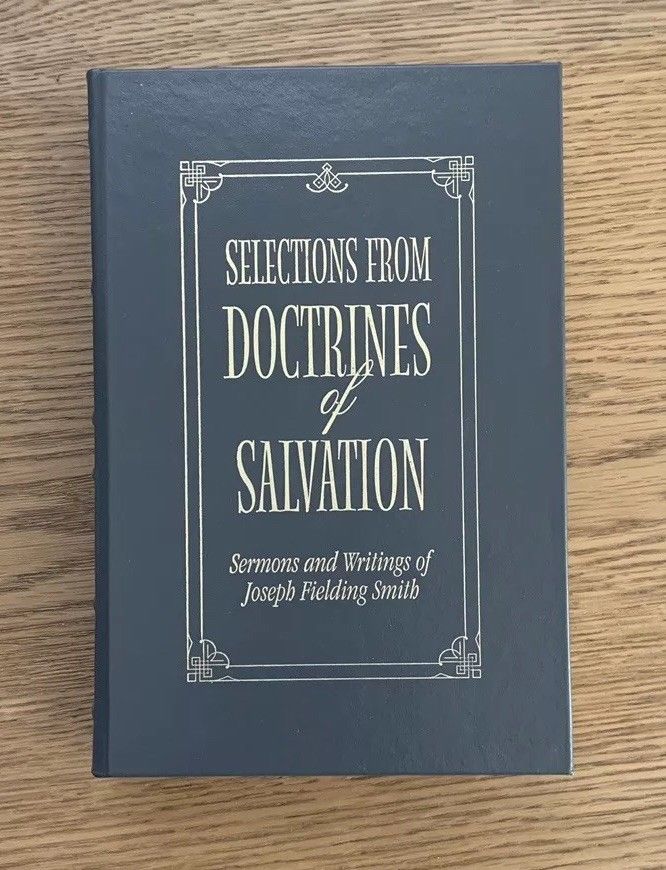 SELECTIONS FROM
DOCTRINES
of
SALVATION
Sermons and Writings of
Joseph Fielding Smith